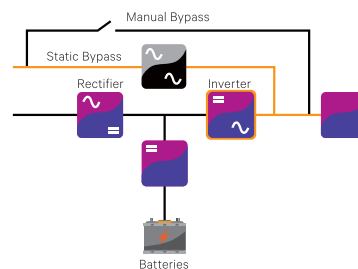 Manual Bypass
Static Bypass
Rectifier
Inverter
Batteries